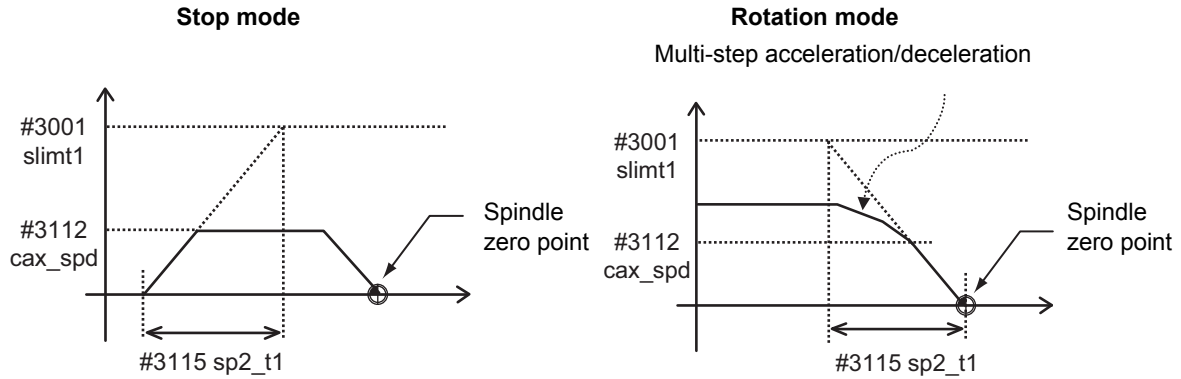 Stop mode
#3001
slimt1
#3112
cax_spd
Spindle
zero point
#3115 sp2_t1
Rotation mode
Multi-step acceleration/deceleration
#3001
slimt1
#3112
cax_spd
Spindle
zero point
#3115 sp2_t1